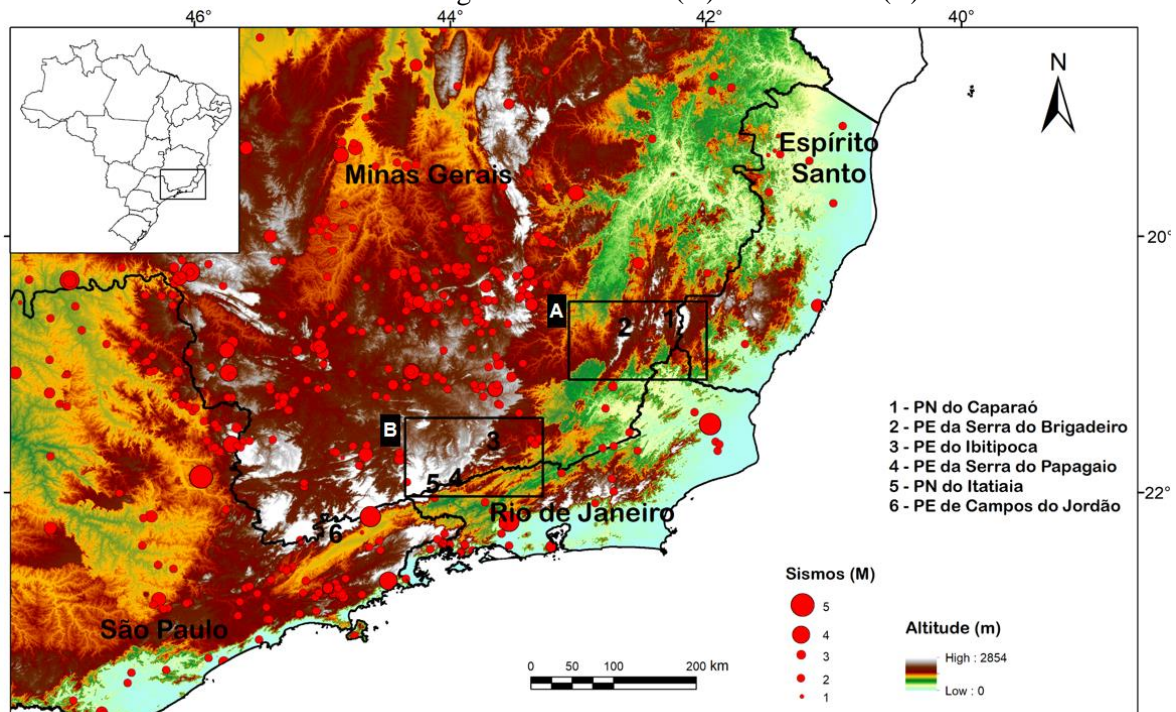 46°
44°
42°
40°
N
Espírito
Santo
Minas Gerais
20°
20°
A
2
1
B
3
5 4
6
1 - PN do Caparaó
2 - PE da Serra do Brigadeiro
3 - PE do Ibitipoca
4 - PE da Serra do Papagaio
5 - PN do Itatiaia
6 - PE de Campos do Jordão
22°
22°
Rio de Janeiro
São Paulo
Sismos (M)
5
4
3
2
1
Altitude (m)
High : 2854
Low : 0
0 50 100 200 km